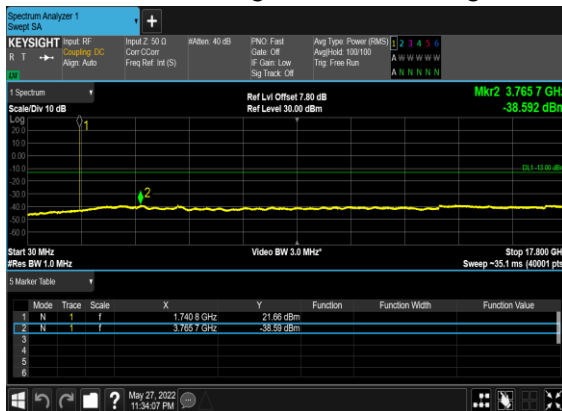 Spectrum Analyzer 1
Swept SA
+
KEYSIGHT Input: RF Input Z: 50 Ω #Atten: 40 dB PNO: Fast Avg Type: Power (RMS) 1 2 3 4 5 6
R T Coupling: DC Corr CCorr Gate: Off Avg|Hold: 100/100 A W W W W W
Align: Auto Freq Ref: Int (S) IF Gain: Low Trig: Free Run
Sig Track: Off A N N N N N
1 Spectrum Ref Lvl Offset 7.80 dB Mkr2 3.765 7 GHz
Scale/Div 10 dB Ref Level 30.00 dBm -38.592 dBm
Log
1
20.0
10.0
0.00
-10.0
DL1 -13.00 dBm
-20.0
-30.0
2
-40.0
-50.0
-60.0
Start 30 MHz Video BW 3.0 MHz* Stop 17.800 GHz
#Res BW 1.0 MHz Sweep ~35.1 ms (40001 pts)
5 Marker Table
Mode Trace Scale X Y Function Function Width Function Value
1 N 1 f 1.740 8 GHz 21.66 dBm
2 N 1 f 3.765 7 GHz -38.59 dBm
3
4
5
6
? May 27, 2022
11:34:07 PM